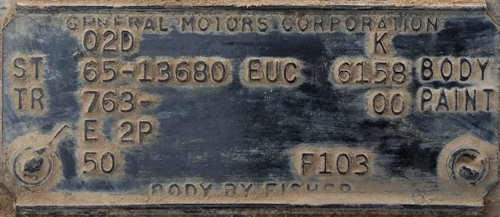 GENERAL MOTORS CORPORATION
02D K
ST 65-13680 EUC 6158 BODY
TR 763- 00 PAINT
E 2P
50 F103
BODY BY FISHER